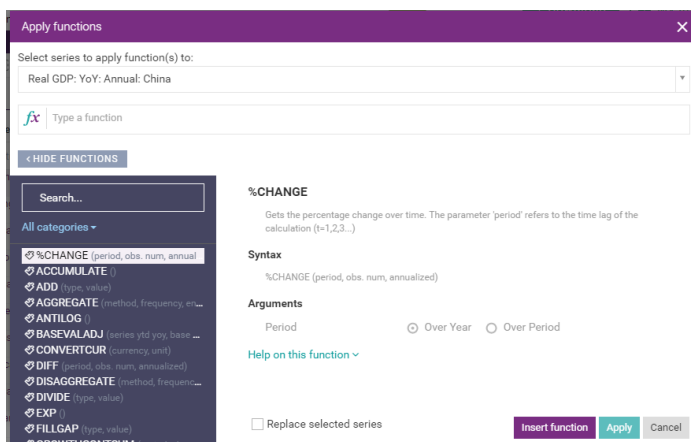 Apply functions
Select series to apply function(s) to:
Real GDP: YoY: Annual: China
fx Type a function
< HIDE FUNCTIONS
Search...
All categories
%CHANGE (period, obs. num, annual
ACCUMULATE ()
ADD (type, value)
AGGREGATE (method, frequency, en...
ANTILOG ()
BASEVALADJ (series ytd yoy, base ...
CONVERTCUR (currency, unit)
DIFF (period, obs. num, annualized)
DISAGGREGATE (method, frequenc...
DIVIDE (type, value)
EXP ()
FILLGAP (type, value)
%CHANGE
Gets the percentage change over time. The parameter 'period' refers to the time lag of the
calculation (t=1,2,3...)
Syntax
%CHANGE (period, obs. num, annualized)
Arguments
Period Over Year Over Period
Help on this function
Replace selected series
Insert function Apply Cancel